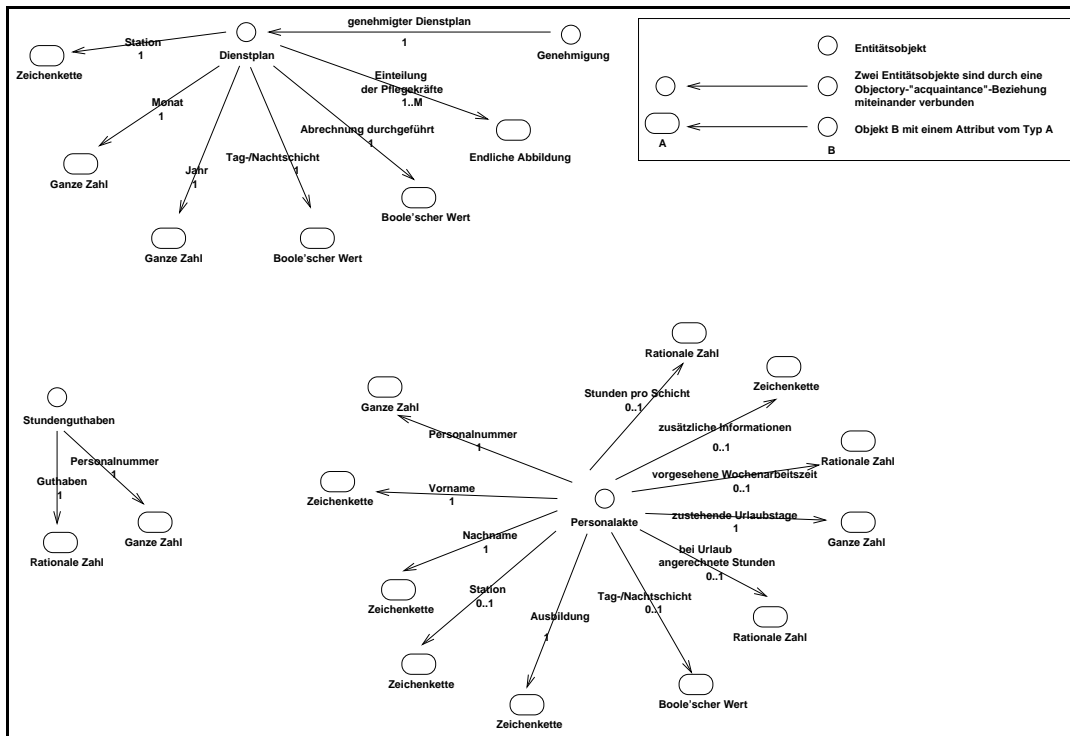 genehmigter Dienstplan
1
Station
1
Zeichenkette
Dienstplan
Genehmigung
Einteilung
der Pflegekräfte
1..M
Monat
1
Abrechnung durchgeführt
1
Endliche Abbildung
Jahr
1
Tag-/Nachtschicht
1
Ganze Zahl
Boole'scher Wert
Ganze Zahl
Boole'scher Wert
Entitätsobjekt
Zwei Entitätsobjekte sind durch eine
Objectory-"acquaintance"-Beziehung
miteinander verbunden
Objekt B mit einem Attribut vom Typ A
A
B
Stundenguthaben
Personalnummer
1
Guthaben
1
Ganze Zahl
Rationale Zahl
Rationale Zahl
Stunden pro Schicht
0..1
Zeichenkette
Ganze Zahl
zusätzliche Informationen
0..1
Personalnummer
1
Rationale Zahl
vorgesehene Wochenarbeitszeit
0..1
Vorname
1
Zeichenkette
Personalakte
zustehende Urlaubstage
1
Ganze Zahl
Nachname
1
Zeichenkette
bei Urlaub
angerechnete Stunden
0..1
Rationale Zahl
Station
0..1
Zeichenkette
Ausbildung
1
Zeichenkette
Tag-/Nachtschicht
0..1
Boole'scher Wert